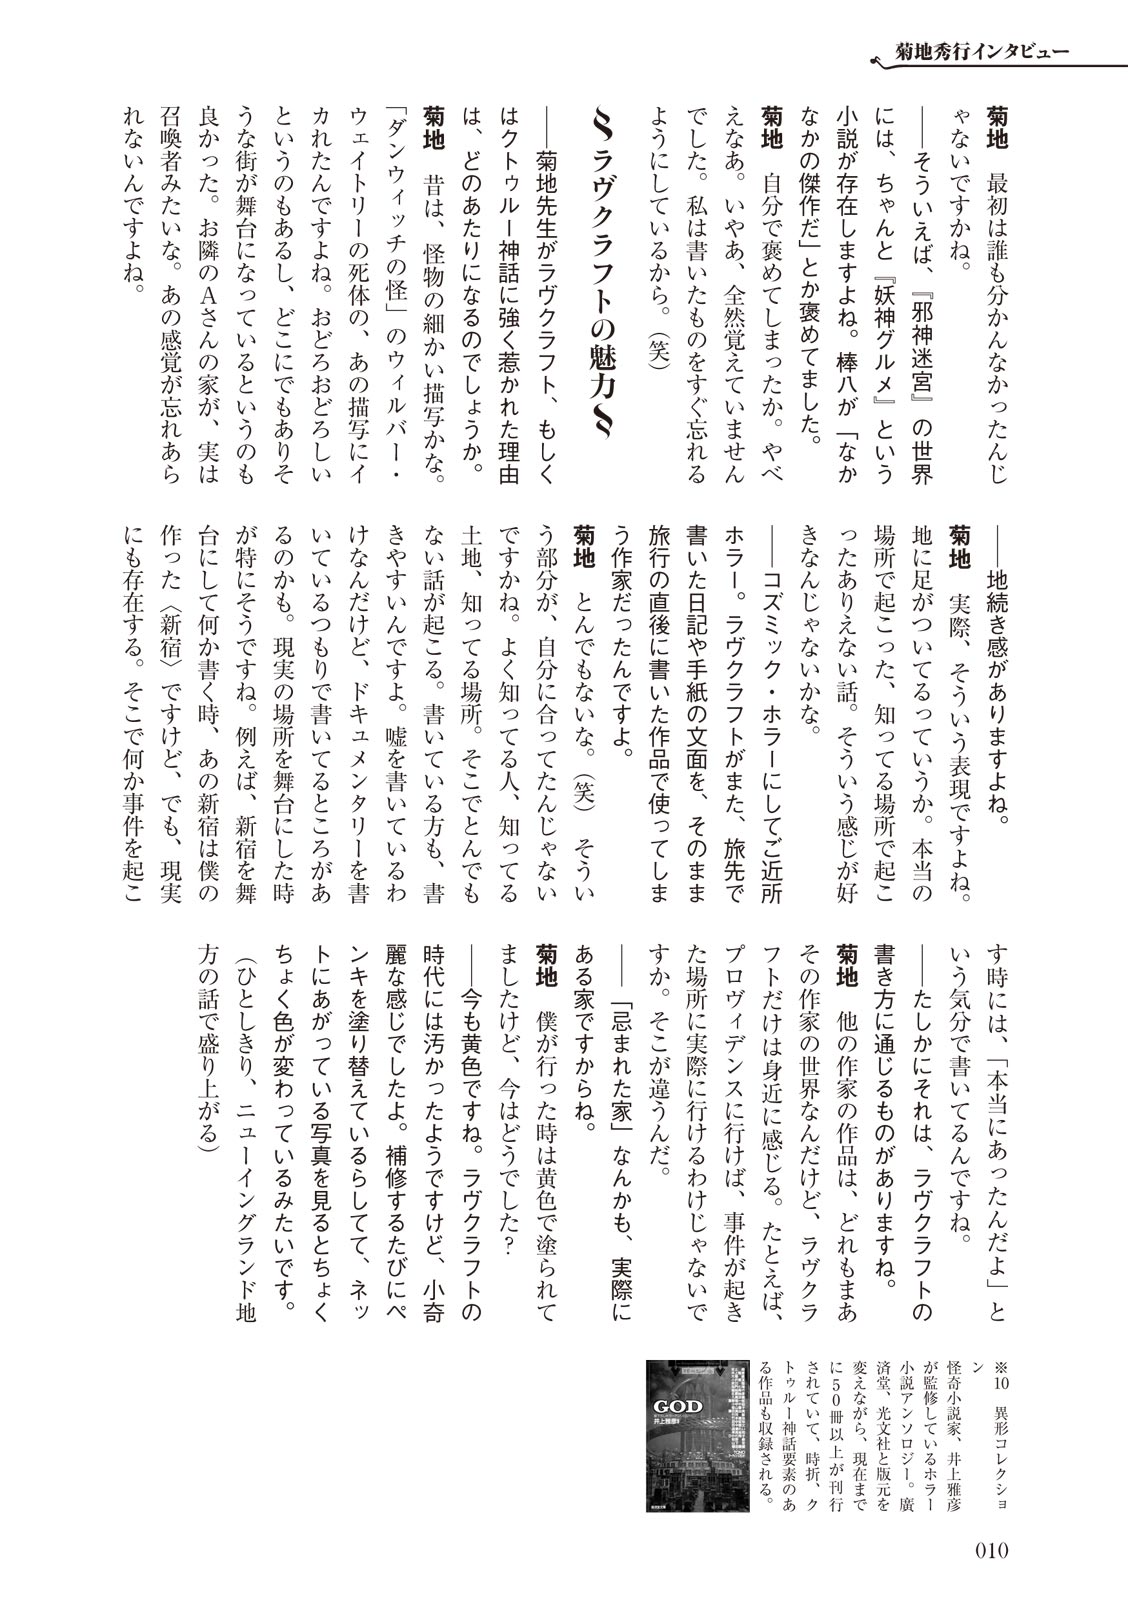 菊地秀行インタビュー
菊地　最初は誰も分かんなかったんじ
ゃないですかね。
――そういえば、『邪神迷宮』の世界
には、ちゃんと『妖神グルメ』という
小説が存在しますよね。棒八が「なか
なかの傑作だ」とか褒めてました。
菊地　自分で褒めてしまったか。やべ
えなあ。いやあ、全然覚えていません
でした。私は書いたものをすぐ忘れる
ようにしているから。（笑）
§ラヴクラフトの魅力§
――菊地先生がラヴクラフト、もしく
はクトゥルー神話に強く惹かれた理由
は、どのあたりになるのでしょうか。
菊地　昔は、怪物の細かい描写かな。
「ダンウィッチの怪」のウィルバー・
ウェイトリーの死体の、あの描写にイ
カれたんですよね。おどろおどろしい
というのもあるし、どこにでもありそ
うな街が舞台になっているというのも
良かった。お隣のAさんの家が、実は
召喚者みたいな。あの感覚が忘れあら
れないんですよね。
――地続き感がありますよね。
菊地　実際、そういう表現ですよね。
地に足がついてるっていうか。本当の
場所で起こった、知ってる場所で起こ
ったありえない話。そういう感じが好
きなんじゃないかな。
――コズミック・ホラーにしてご近所
ホラー。ラヴクラフトがまた、旅先で
書いた日記や手紙の文面を、そのまま
旅行の直後に書いた作品で使ってしま
う作家だったんですよ。
菊地　とんでもないな。（笑）　そうい
う部分が、自分に合ってたんじゃない
ですかね。よく知ってる人、知ってる
土地、知ってる場所。そこでとんでも
ない話が起こる。書いている方も、書
きやすいんですよ。嘘を書いているわ
けなんだけど、ドキュメンタリーを書
いているつもりで書いてるところがあ
るのかも。現実の場所を舞台にした時
が特にそうですね。例えば、新宿を舞
台にして何か書く時、あの新宿は僕の
作った〈新宿〉ですけど、でも、現実
にも存在する。そこで何か事件を起こ
す時には、「本当にあったんだよ」と
いう気分で書いてるんですね。
――たしかにそれは、ラヴクラフトの
書き方に通じるものがありますね。
菊地　他の作家の作品は、どれもまあ
その作家の世界なんだけど、ラヴクラ
フトだけは身近に感じる。たとえば、
プロヴィデンスに行けば、事件が起き
た場所に実際に行けるわけじゃないで
すか。そこが違うんだ。
――「忌まれた家」なんかも、実際に
ある家ですからね。
菊地　僕が行った時は黄色で塗られて
ましたけど、今はどうでした？
――今も黄色ですね。ラヴクラフトの
時代には汚かったようですけど、小奇
麗な感じでしたよ。補修するたびにペ
ンキを塗り替えているらしてて、ネッ
トにあがっている写真を見るとちょく
ちょく色が変わっているみたいです。
（ひとしきり、ニューイングランド地
方の話で盛り上がる）
※10　異形コレクショ
ン
怪奇小説家、井上雅彦
が監修しているホラー
小説アンソロジー。廣
済堂、光文社と版元を
変えながら、現在まで
に50冊以上が刊行
されていて、時折、ク
トゥルー神話要素のあ
る作品も収録される。
GOD
井上雅彦
010